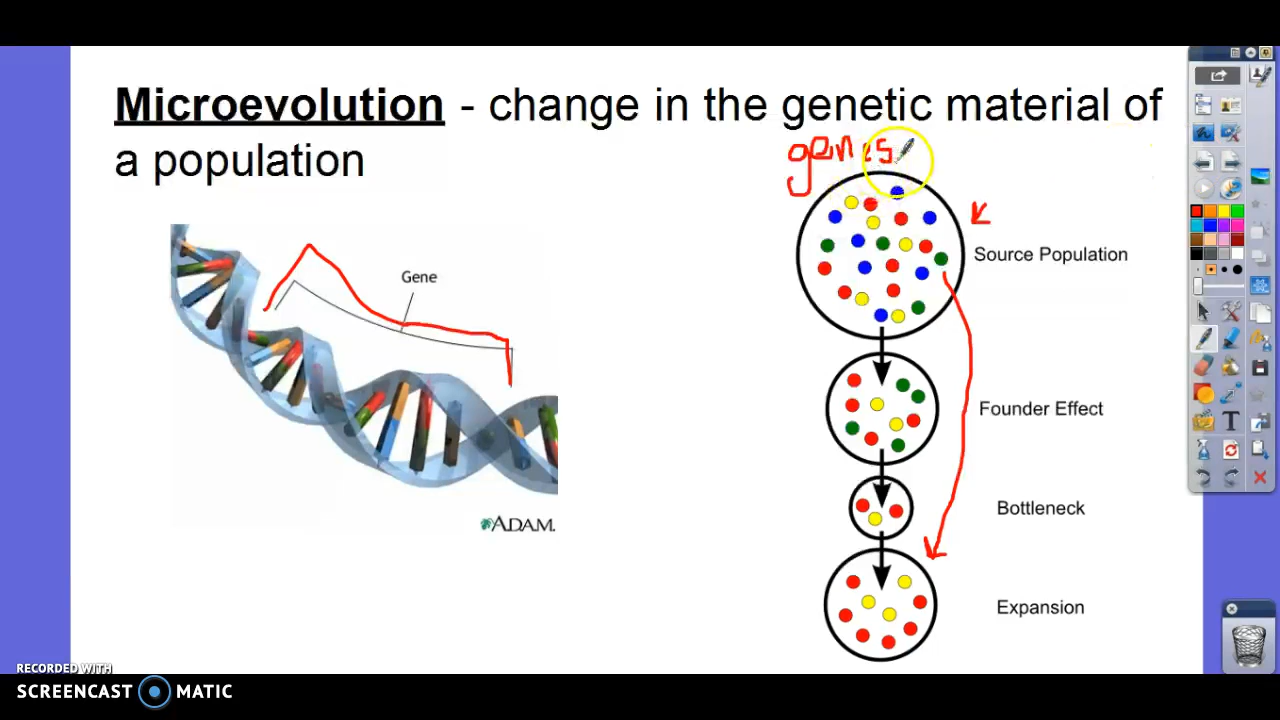 Microevolution - change in the genetic material of
a population
genes
Gene
Source Population
Founder Effect
Bottleneck
Expansion
ADAM.
RECORDED WITH
SCREENCAST MATIC